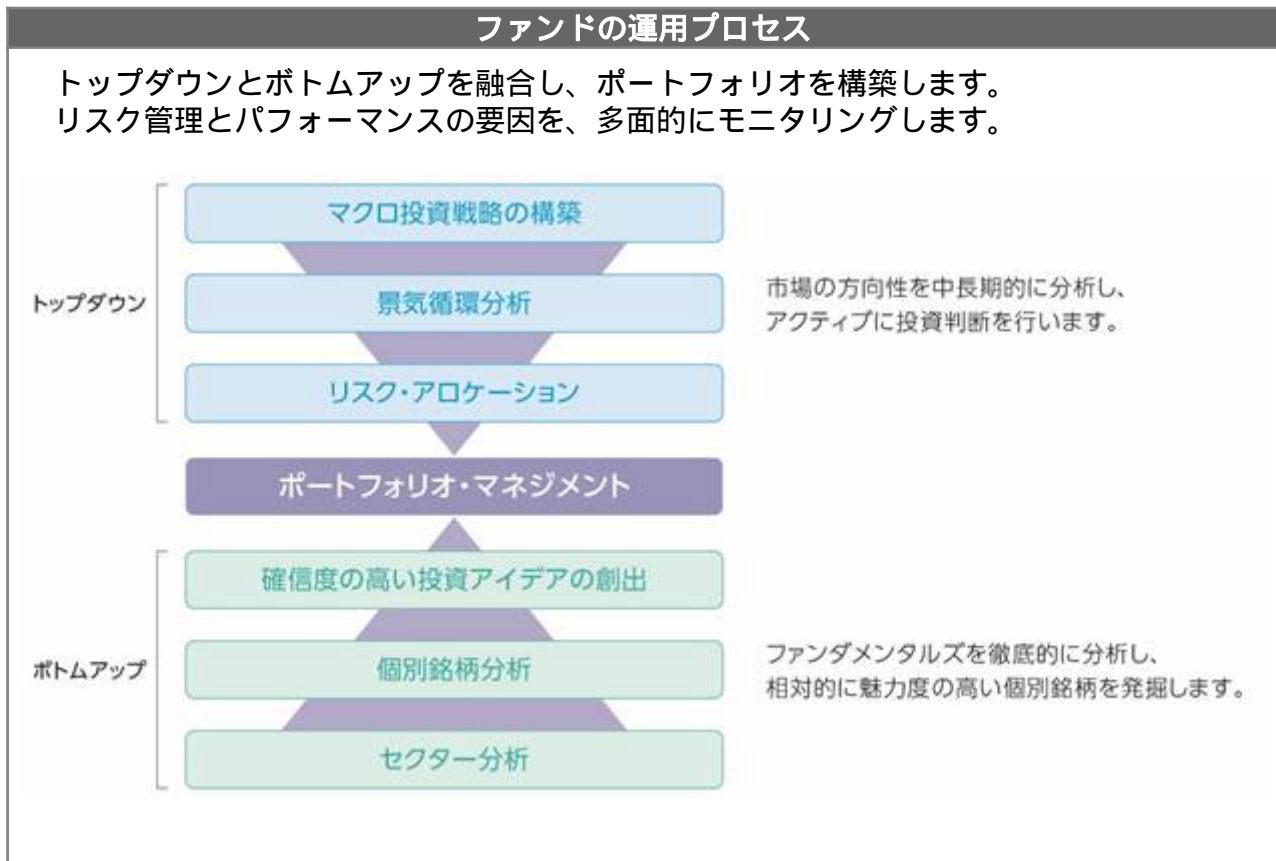 ファンドの運用プロセス
トップダウンとボトムアップを融合し、ポートフォリオを構築します。
リスク管理とパフォーマンスの要因を、多面的にモニタリングします。
トップダウン
マクロ投資戦略の構築
景気循環分析
リスク・アロケーション
市場の方向性を中長期的に分析し、
アクティブに投資判断を行います。
ポートフォリオ・マネジメント
ボトムアップ
確信度の高い投資アイデアの創出
個別銘柄分析
セクター分析
ファンダメンタルズを徹底的に分析し、
相対的に魅力度の高い個別銘柄を発掘します。